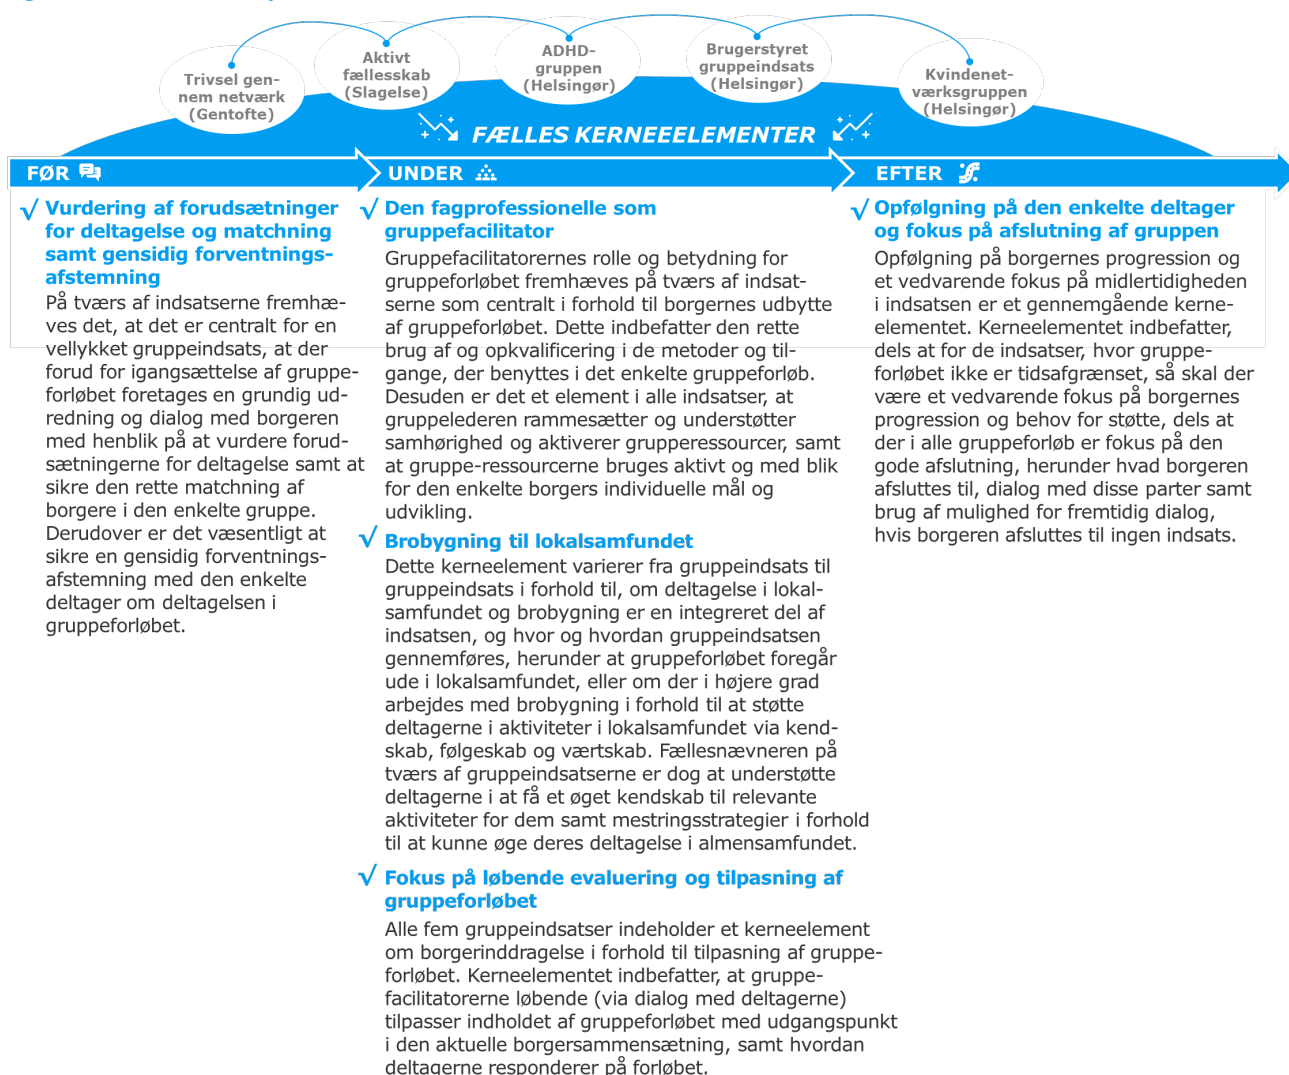 Trivsel gen-
nem netværk
(Gentofte)
Aktivt
fællesskab
(Slagelse)
ADHD-
gruppen
(Helsingør)
Brugerstyret
gruppeindsats
(Helsingør)
Kvindenet-
værksgruppen
(Helsingør)
FÆLLES KERNEEELEMENTER
FØR
UNDER
EFTER
√ Vurdering af forudsætninger
for deltagelse og matchning
samt gensidig forventnings-
afstemning
På tværs af indsatserne fremhæ-
ves det, at det er centralt for en
vellykket gruppeindsats, at der
forud for igangsættelse af gruppe-
forløbet foretages en grundig ud-
redning og dialog med borgeren
med henblik på at vurdere forud-
sætningerne for deltagelse samt at
sikre den rette matchning af
borgere i den enkelte gruppe.
Derudover er det væsentligt at
sikre en gensidig forventnings-
afstemning med den enkelte
deltager om deltagelsen i
gruppeforløbet.
√ Den fagprofessionelle som
gruppefacilitator
Gruppefacilitatorernes rolle og betydning for
gruppeforløbet fremhæves på tværs af indsat-
serne som centralt i forhold til borgernes udbytte
af gruppeforløbet. Dette indbefatter den rette
brug af og opkvalificering i de metoder og til-
gange, der benyttes i det enkelte gruppeforløb.
Desuden er det et element i alle indsatser, at
gruppelederen rammesætter og understøtter
samhørighed og aktiverer grupperessourcer, samt
at gruppe-ressourcerne bruges aktivt og med blik
for den enkelte borgers individuelle mål og
udvikling.
√ Brobygning til lokalsamfundet
Dette kerneelement varierer fra gruppeindsats til
gruppeindsats i forhold til, om deltagelse i lokal-
samfundet og brobygning er en integreret del af
indsatsen, og hvor og hvordan gruppeindsatsen
gennemføres, herunder at gruppeforløbet foregår
ude i lokalsamfundet, eller om der i højere grad
arbejdes med brobygning i forhold til at støtte
deltagerne i aktiviteter i lokalsamfundet via kend-
skab, følgeskab og værtskab. Fællesnævneren på
tværs af gruppeindsatserne er dog at understøtte
deltagerne i at få et øget kendskab til relevante
aktiviteter for dem samt mestringsstrategier i forhold
til at kunne øge deres deltagelse i almensamfundet.
√ Fokus på løbende evaluering og tilpasning af
gruppeforløbet
Alle fem gruppeindsatser indeholder et kerneelement
om borgerinddragelse i forhold til tilpasning af gruppe-
forløbet. Kerneelementet indbefatter, at gruppe-
facilitatorerne løbende (via dialog med deltagerne)
tilpasser indholdet af gruppeforløbet med udgangspunkt
i den aktuelle borgersammensætning, samt hvordan
deltagerne responderer på forløbet.
√ Opfølgning på den enkelte deltager
og fokus på afslutning af gruppen
Opfølgning på borgernes progression og
et vedvarende fokus på midlertidigheden
i indsatsen er et gennemgående kerne-
elementet. Kerneelementet indbefatter,
dels at for de indsatser, hvor gruppe-
forløbet ikke er tidsafgrænset, så skal der
være et vedvarende fokus på borgernes
progression og behov for støtte, dels at
der i alle gruppeforløb er fokus på den
gode afslutning, herunder hvad borgeren
afsluttes til, dialog med disse parter samt
brug af mulighed for fremtidig dialog,
hvis borgeren afsluttes til ingen indsats.